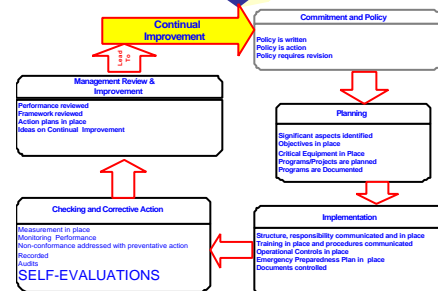 Continual
Improvement
Commitment and Policy
Policy is written
Policy is action
Policy requires revision
Planning
Significant aspects identified
Objectives in place
Critical Equipment in Place
Programs/Projects are planned
Programs are Documented
Implementation
Structure, responsibility communicated and in place
Training in place and procedures communicated
Operational Controls in place
Emergency Preparedness Plan in place
Documents controlled
Checking and Corrective Action
Measurement in place
Monitoring Performance
Non-conformance addressed with preventative action
Recorded
Audits
SELF-EVALUATIONS
Management Review &
Improvement
Performance reviewed
Framework reviewed
Action plans in place
Ideas on Continual Improvement
Lead
To